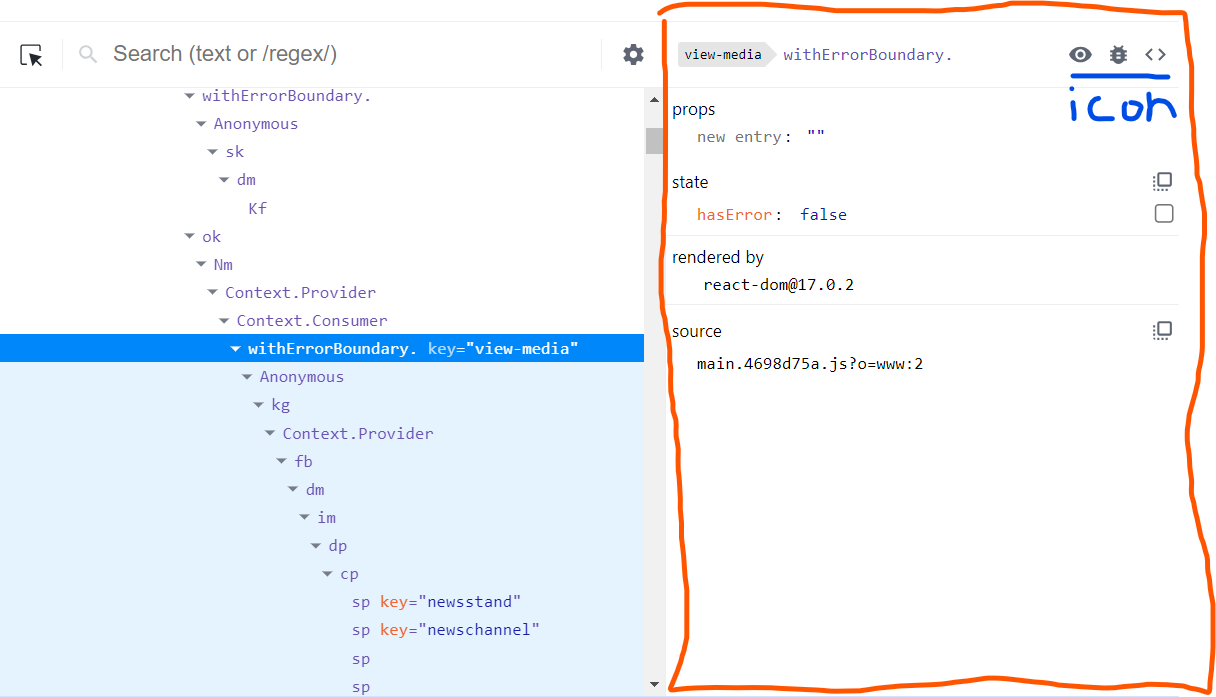 Search (text or /regex/)
withErrorBoundary.
Anonymous
sk
dm
Kf
ok
Nm
Context.Provider
Context.Consumer
withErrorBoundary. key="view-media"
Anonymous
kg
Context.Provider
fb
dm
im
dp
cp
sp key="newsstand"
sp key="newschannel"
sp
sp
view-media withErrorBoundary.
icon
props
new entry: ""
state
hasError: false
rendered by
react-dom@17.0.2
source
main.4698d75a.js?o=www:2